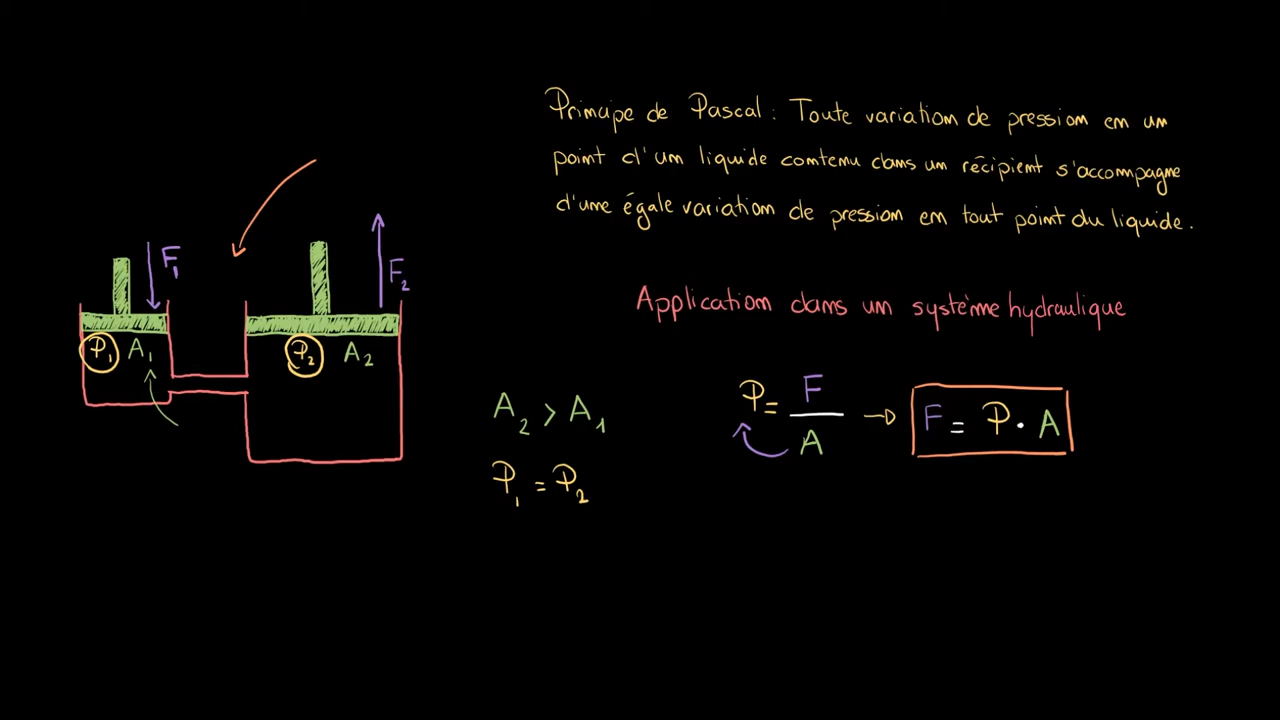 Principe de Pascal : Toute variation de pression en un
point d'un liquide contenu dans un récipient s'accompagne
d'une égale variation de pression en tout point du liquide.
Application dans un système hydraulique
F₁
F₂
P₁ A₁
P₂ A₂
A₂ > A₁
P₁ = P₂
P = F / A → F = P · A